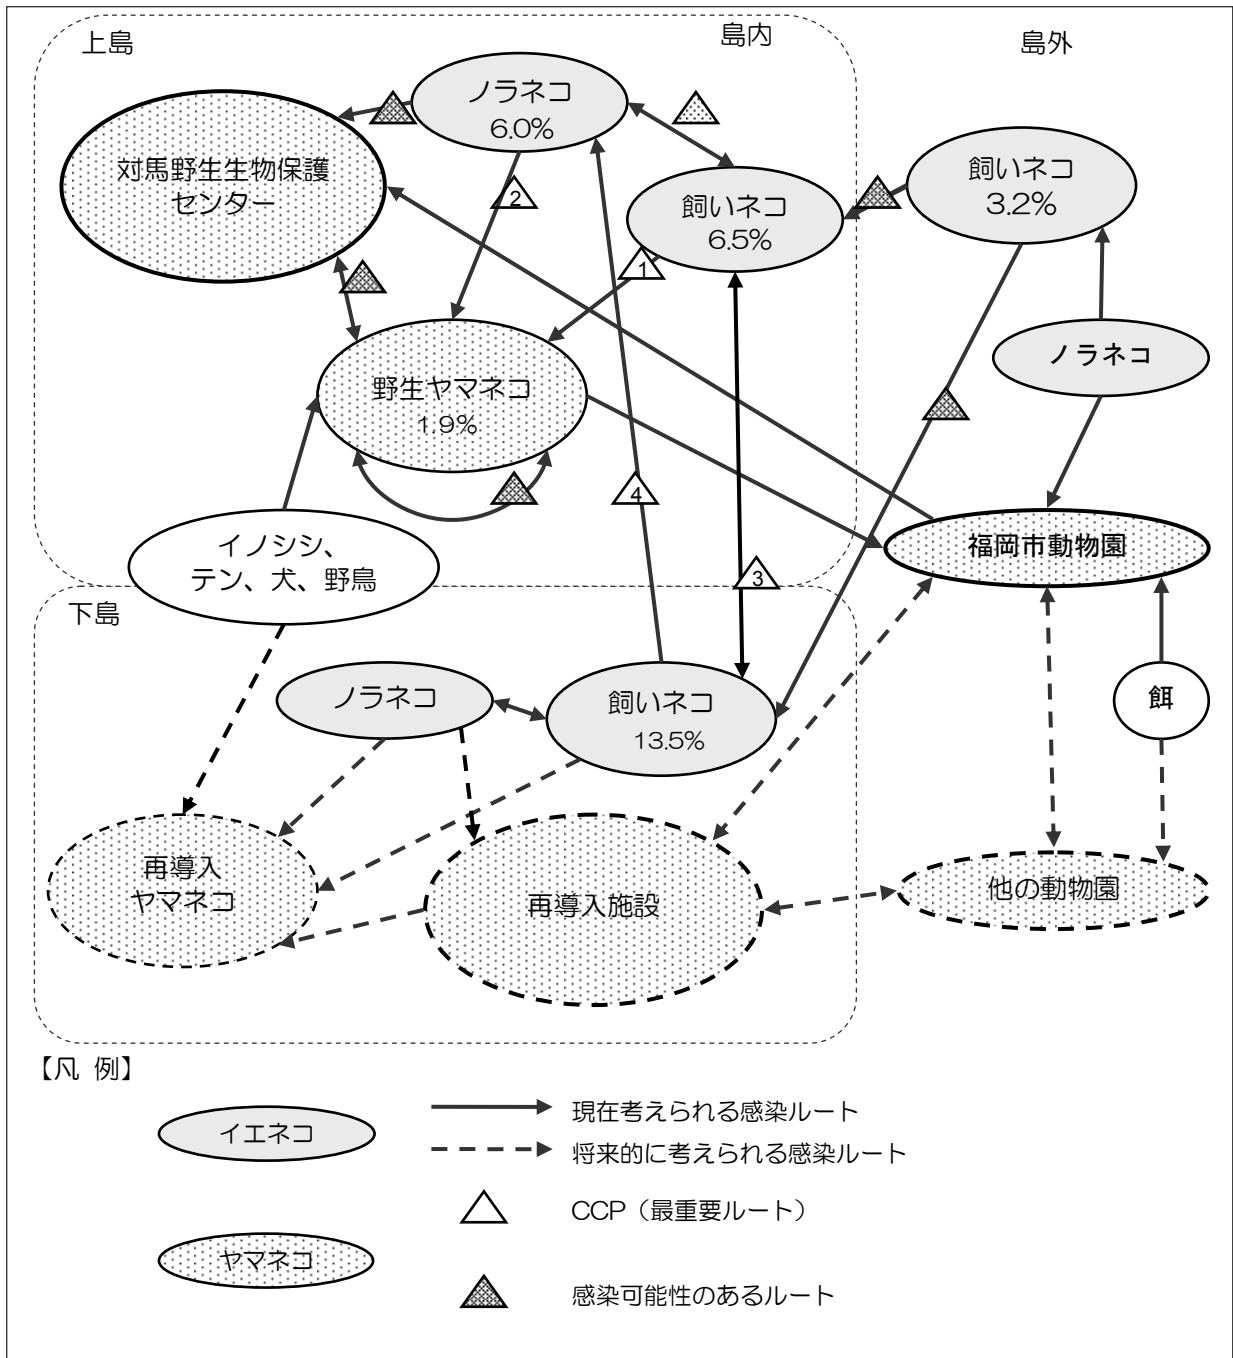 上島
島内
島外
ノラネコ
6.0%
対馬野生生物保護
センター
飼いネコ
6.5%
飼いネコ
3.2%
2
1
ノラネコ
野生ヤマネコ
1.9%
4
福岡市動物園
イノシシ、
テン、犬、野鳥
3
下島
ノラネコ
飼いネコ
13.5%
餌
再導入
ヤマネコ
再導入施設
他の動物園
【凡 例】
イエネコ
現在考えられる感染ルート
将来的に考えられる感染ルート
CCP（最重要ルート）
ヤマネコ
感染可能性のあるルート